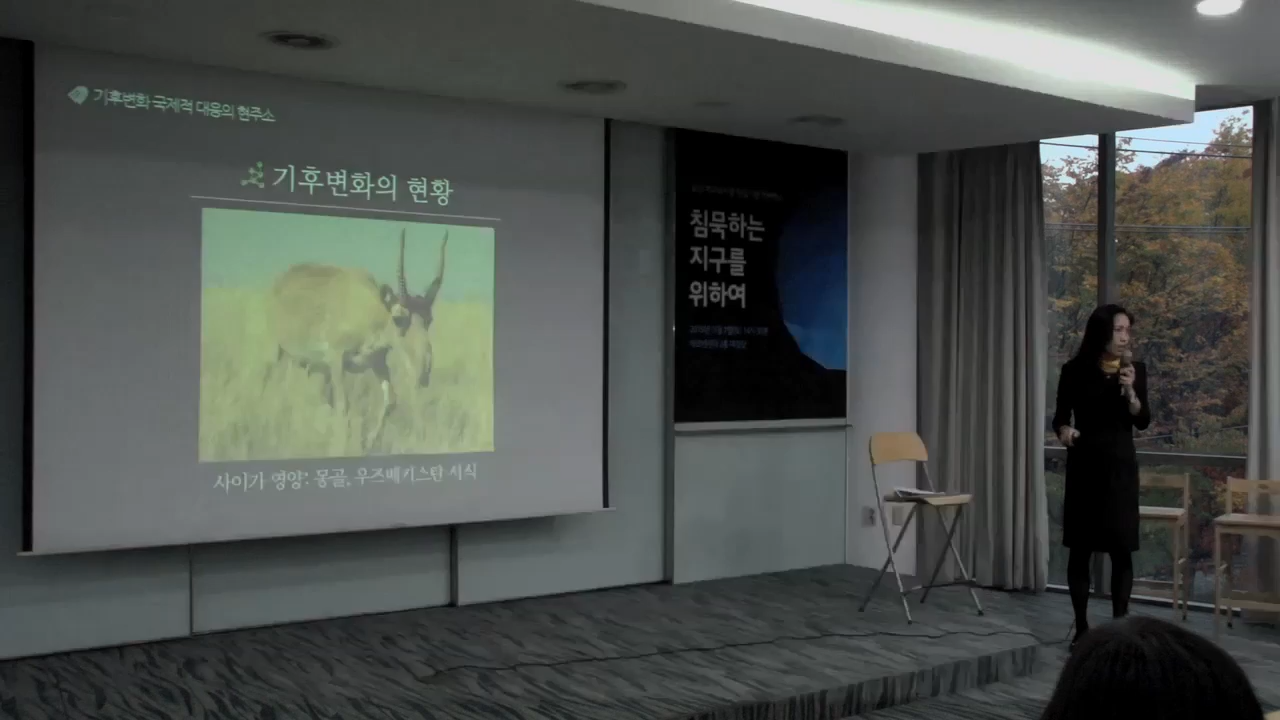 기후변화 국제적 대응의 현주소
기후변화의 현황
사이가 영양: 몽골, 우즈베키스탄 서식
침묵하는
지구를
위하여